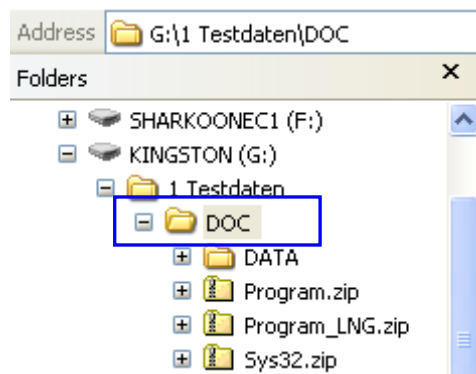 Address G:\1 Testdaten\DOC
Folders
SHARKOONEC1 (F:)
KINGSTON (G:)
1 Testdaten
DOC
DATA
Program.zip
Program_LNG.zip
Sys32.zip